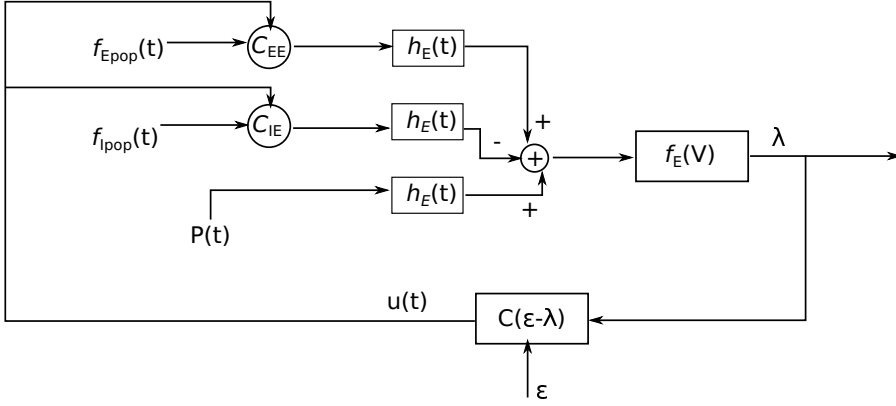 f_Epop(t)
C_EE
h_E(t)
+
f_Ipop(t)
C_IE
h_E(t)
-
+
f_E(V)
λ
h_E(t)
+
P(t)
u(t)
C(ε-λ)
ε